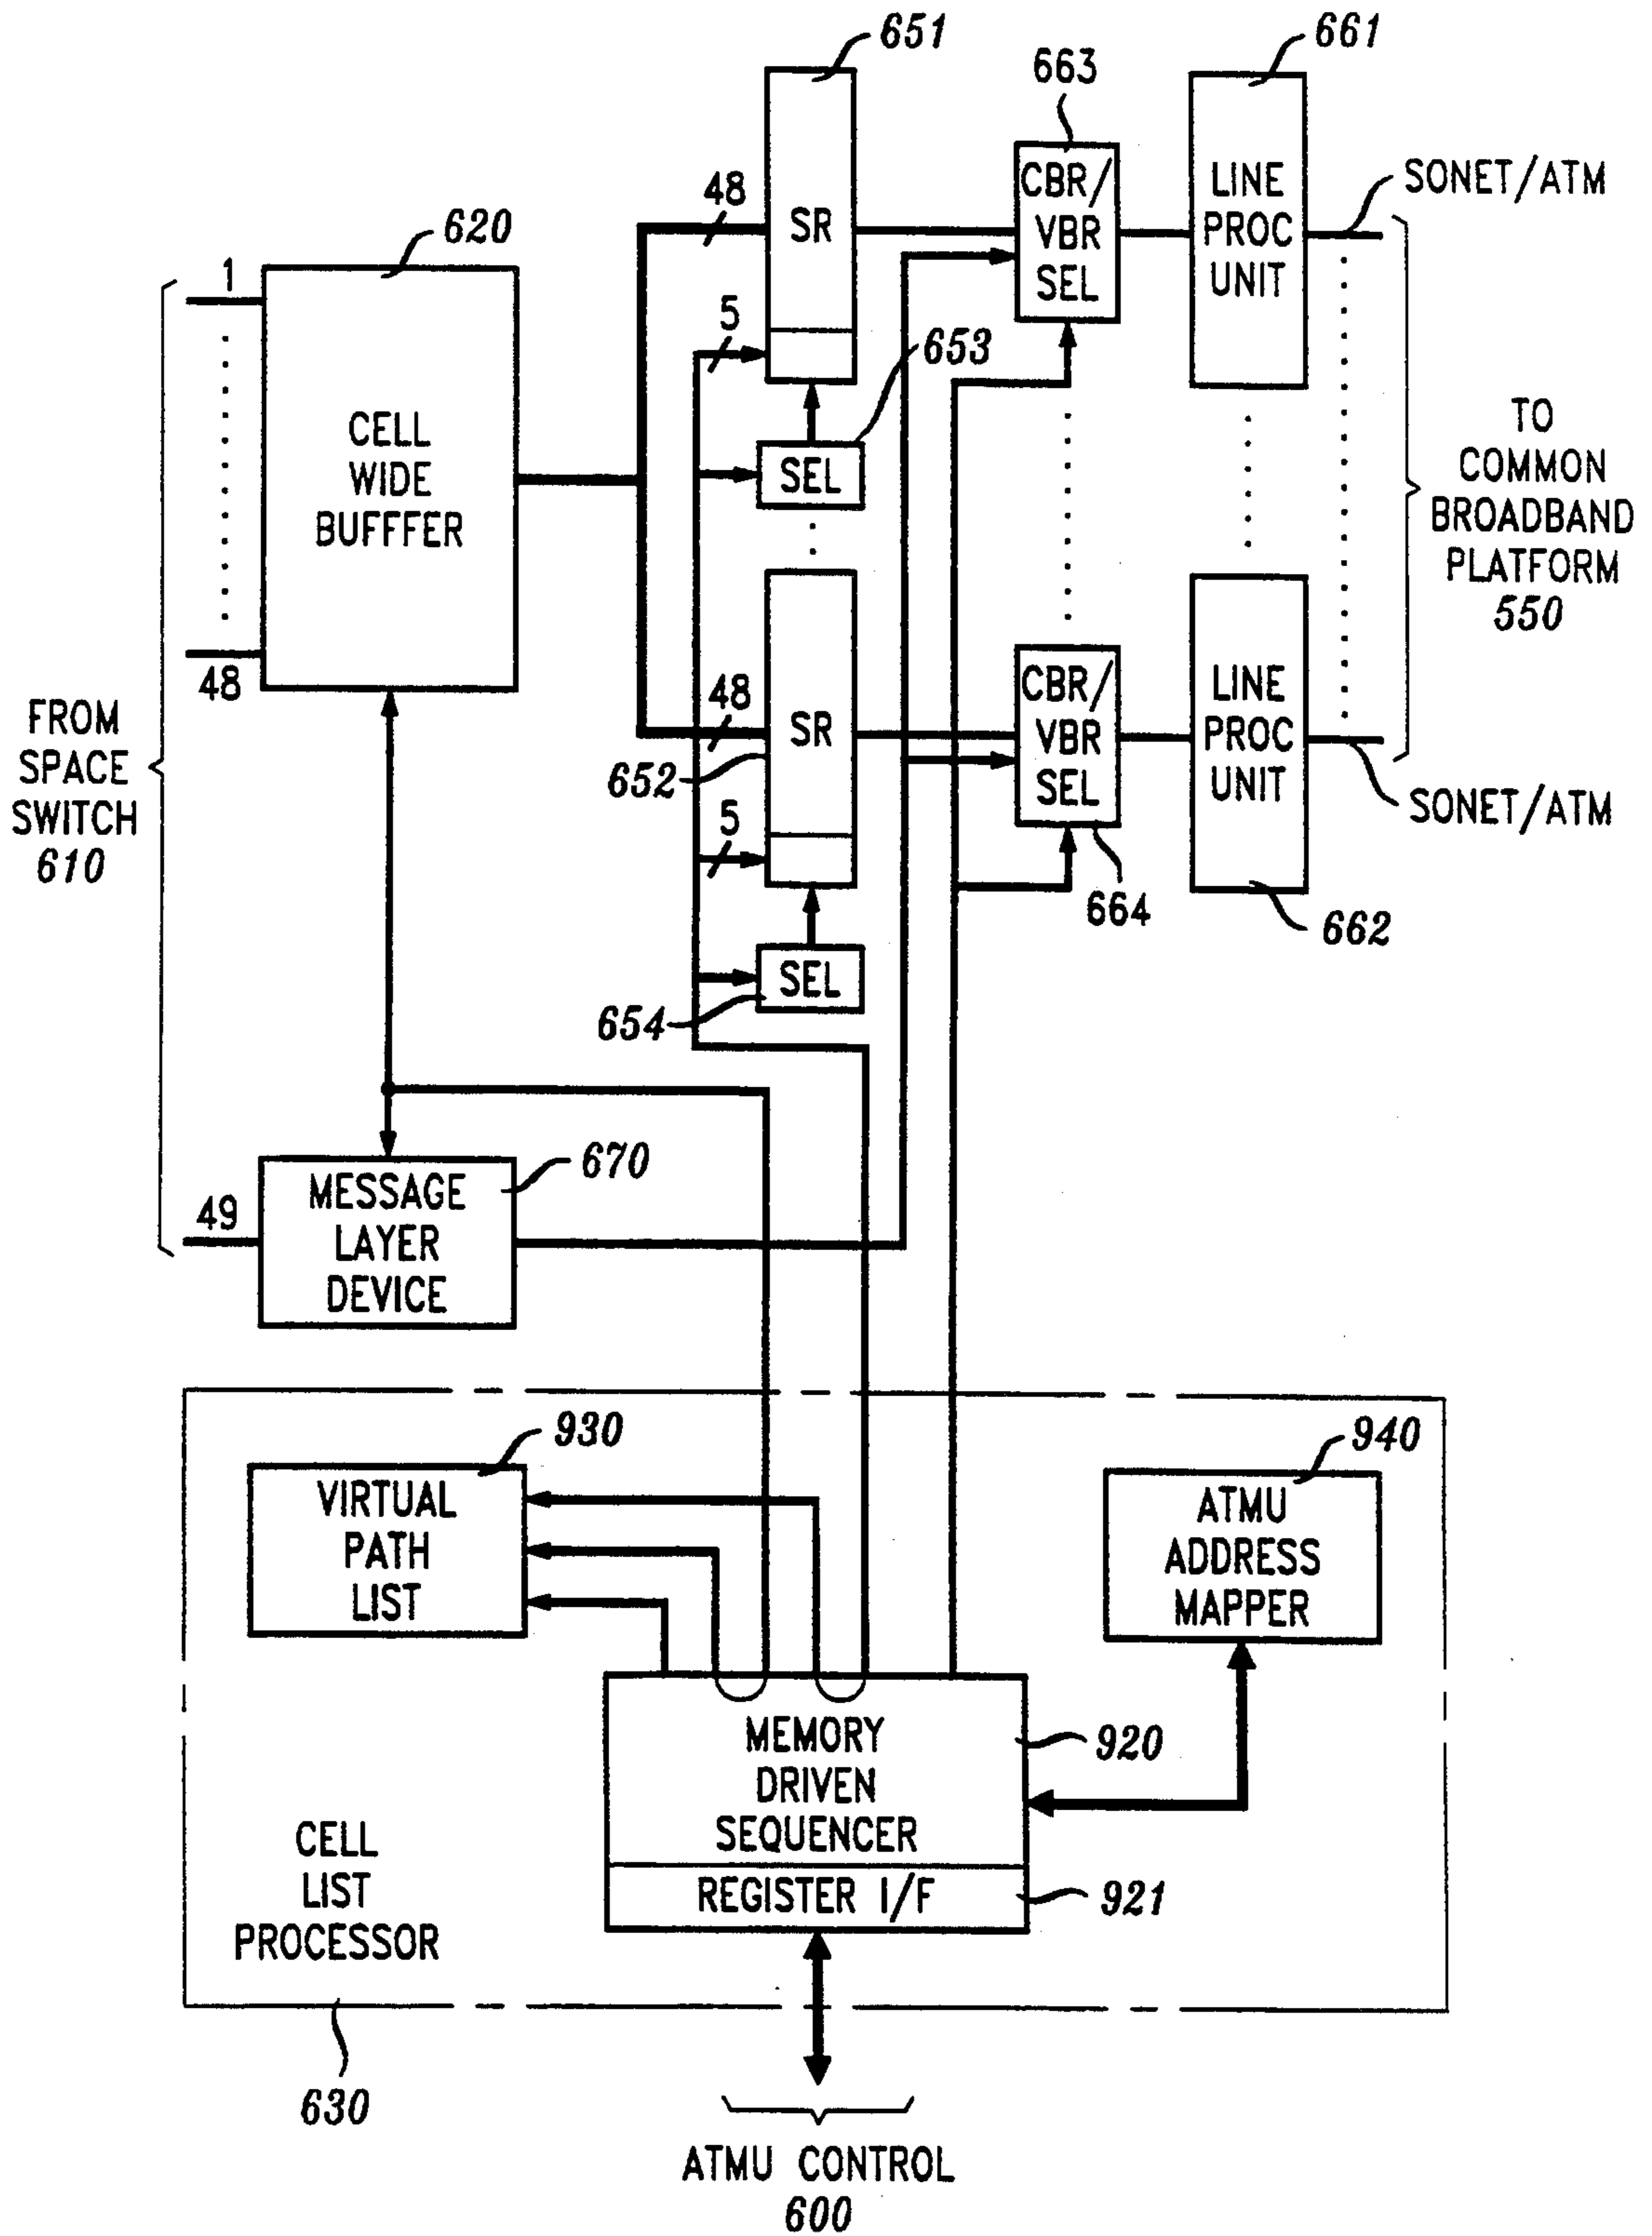 651
663
661
CBR/
VBR
SEL
LINE
PROC
UNIT
SONET/ATM
48
SR
620
1
5
653
CELL
WIDE
BUFFFER
SEL
TO
COMMON
BROADBAND
PLATFORM
550
48
FROM
SPACE
SWITCH
610
48
SR
652
5
CBR/
VBR
SEL
664
LINE
PROC
UNIT
662
SONET/ATM
SEL
654
670
49
MESSAGE
LAYER
DEVICE
930
VIRTUAL
PATH
LIST
940
ATMU
ADDRESS
MAPPER
MEMORY
DRIVEN
SEQUENCER
920
REGISTER I/F
921
CELL
LIST
PROCESSOR
630
ATMU CONTROL
600